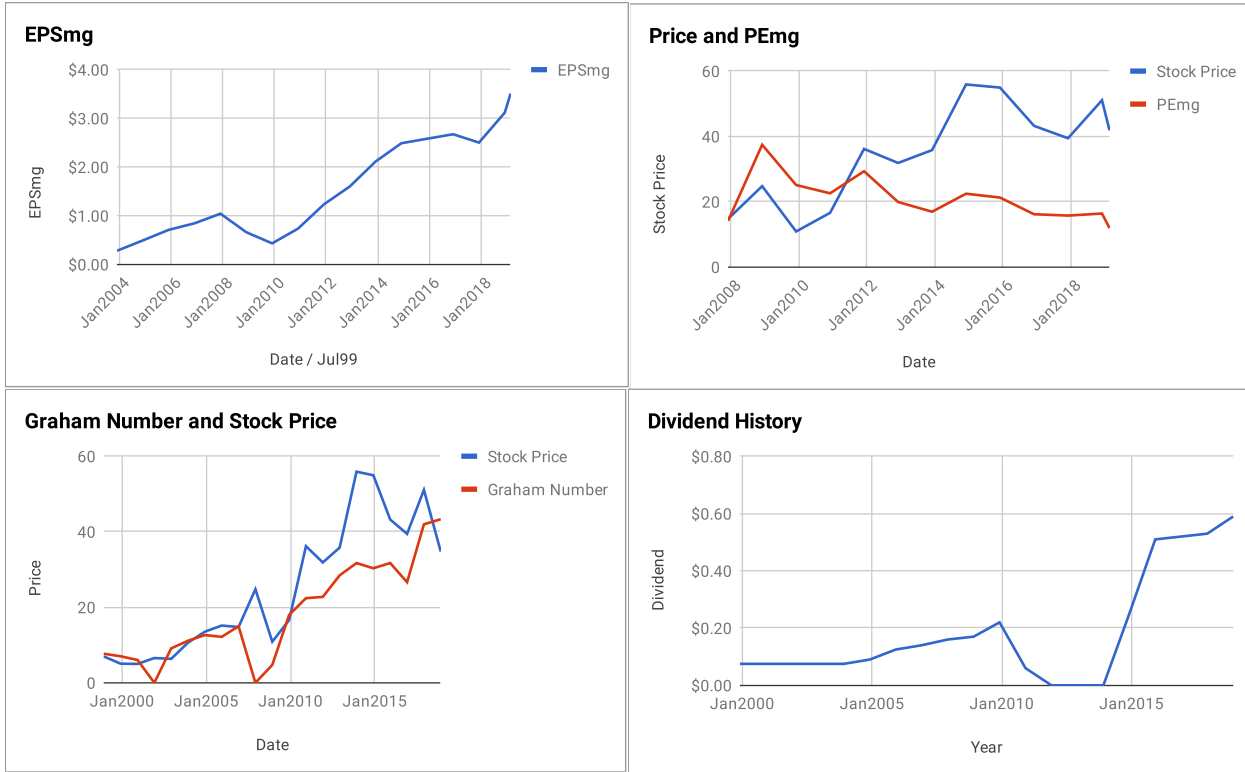 EPSmg
$4.00
$3.00
$2.00
$1.00
$0.00
EPSmg
EPSmg
Jan2004
Jan2006
Jan2008
Jan2010
Jan2012
Jan2014
Jan2016
Jan2018
Date / Jul99
Price and PEmg
60
40
20
0
Stock Price
Stock Price
PEmg
Jan2008
Jan2010
Jan2012
Jan2014
Jan2016
Jan2018
Date
Graham Number and Stock Price
60
40
20
0
Price
Stock Price
Graham Number
Jan2000
Jan2005
Jan2010
Jan2015
Date
Dividend History
$0.80
$0.60
$0.40
$0.20
$0.00
Dividend
Jan2000
Jan2005
Jan2010
Jan2015
Year